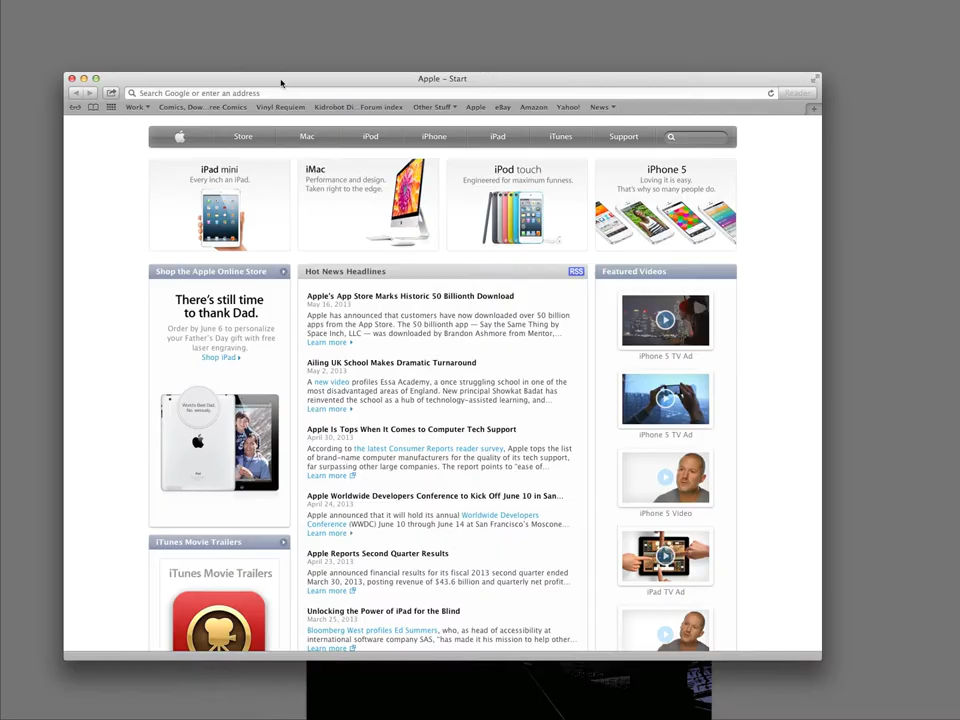 Apple – Start
Search Google or enter an address
Reader
Work Comics, Dow...ree Comics Vinyl Requiem Kidrobot Di...Forum index Other Stuff Apple eBay Amazon Yahoo! News
Store Mac iPod iPhone iPad iTunes Support
iPad mini
Every inch an iPad.
iMac
Performance and design.
Taken right to the edge.
iPod touch
Engineered for maximum funness.
iPhone 5
Loving it is easy.
That's why so many people do.
Shop the Apple Online Store
There's still time
to thank Dad.
Order by June 6 to personalize
your Father's Day gift with free
laser engraving.
Shop iPad
World's Best Dad.
No, seriously.
iTunes Movie Trailers
iTunes Movie Trailers
Hot News Headlines
RSS
Apple's App Store Marks Historic 50 Billionth Download
May 16, 2013
Apple has announced that customers have now downloaded over 50 billion
apps from the App Store. The 50 billionth app — Say the Same Thing by
Space Inch, LLC — was downloaded by Brandon Ashmore from Mentor,...
Learn more
Ailing UK School Makes Dramatic Turnaround
May 2, 2013
A new video profiles Essa Academy, a once struggling school in one of the
most disadvantaged areas of England. New principal Showkat Badat has
reinvented the school as a hub of technology-assisted learning, and...
Learn more
Apple Is Tops When It Comes to Computer Tech Support
April 30, 2013
According to the latest Consumer Reports reader survey, Apple tops the list
of brand-name computer manufacturers for the quality of its tech support,
far surpassing other large companies. The report points to "ease of...
Learn more
Apple Worldwide Developers Conference to Kick Off June 10 in San...
April 24, 2013
Apple announced that it will hold its annual Worldwide Developers
Conference (WWDC) June 10 through June 14 at San Francisco's Moscone...
Learn more
Apple Reports Second Quarter Results
April 23, 2013
Apple announced financial results for its fiscal 2013 second quarter ended
March 30, 2013, posting revenue of $43.6 billion and quarterly net profit...
Learn more
Unlocking the Power of iPad for the Blind
March 25, 2013
Bloomberg West profiles Ed Summers, who, as head of accessibility at
international software company SAS, "has made it his mission to help other...
Learn more
Featured Videos
iPhone 5 TV Ad
iPhone 5 TV Ad
iPhone 5 Video
iPad TV Ad